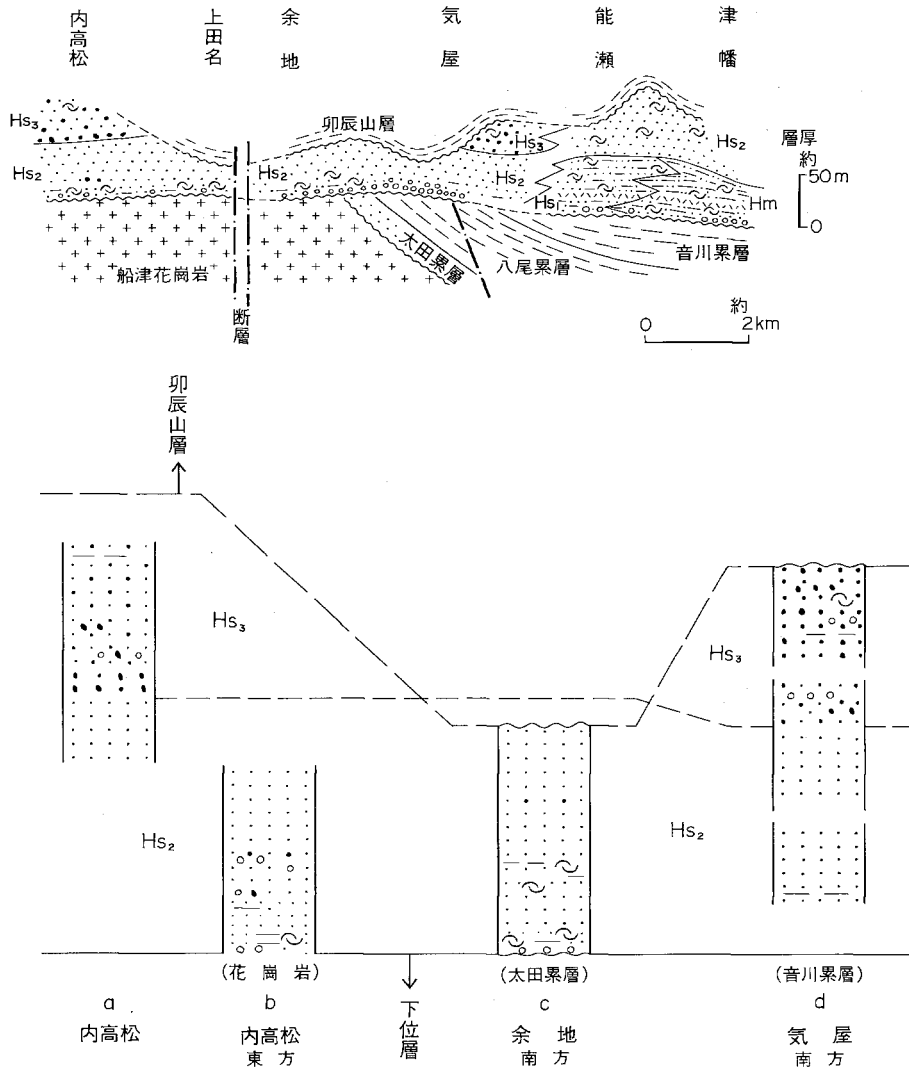 内高松
上田名
余地
気屋
能瀬
津幡
卯辰山層
Hs3
Hs3
Hs2
Hs2
Hs2
Hs2
Hs1
Hm
層厚
約
50m
0
船津花崗岩
太田累層
八尾累層
音川累層
断層
約
0 2km
卯辰山層
Hs3
Hs3
Hs2
Hs2
(花崗岩)
(太田累層)
(音川累層)
下位層
a
内高松
b
内高松
東方
c
余地
南方
d
気屋
南方